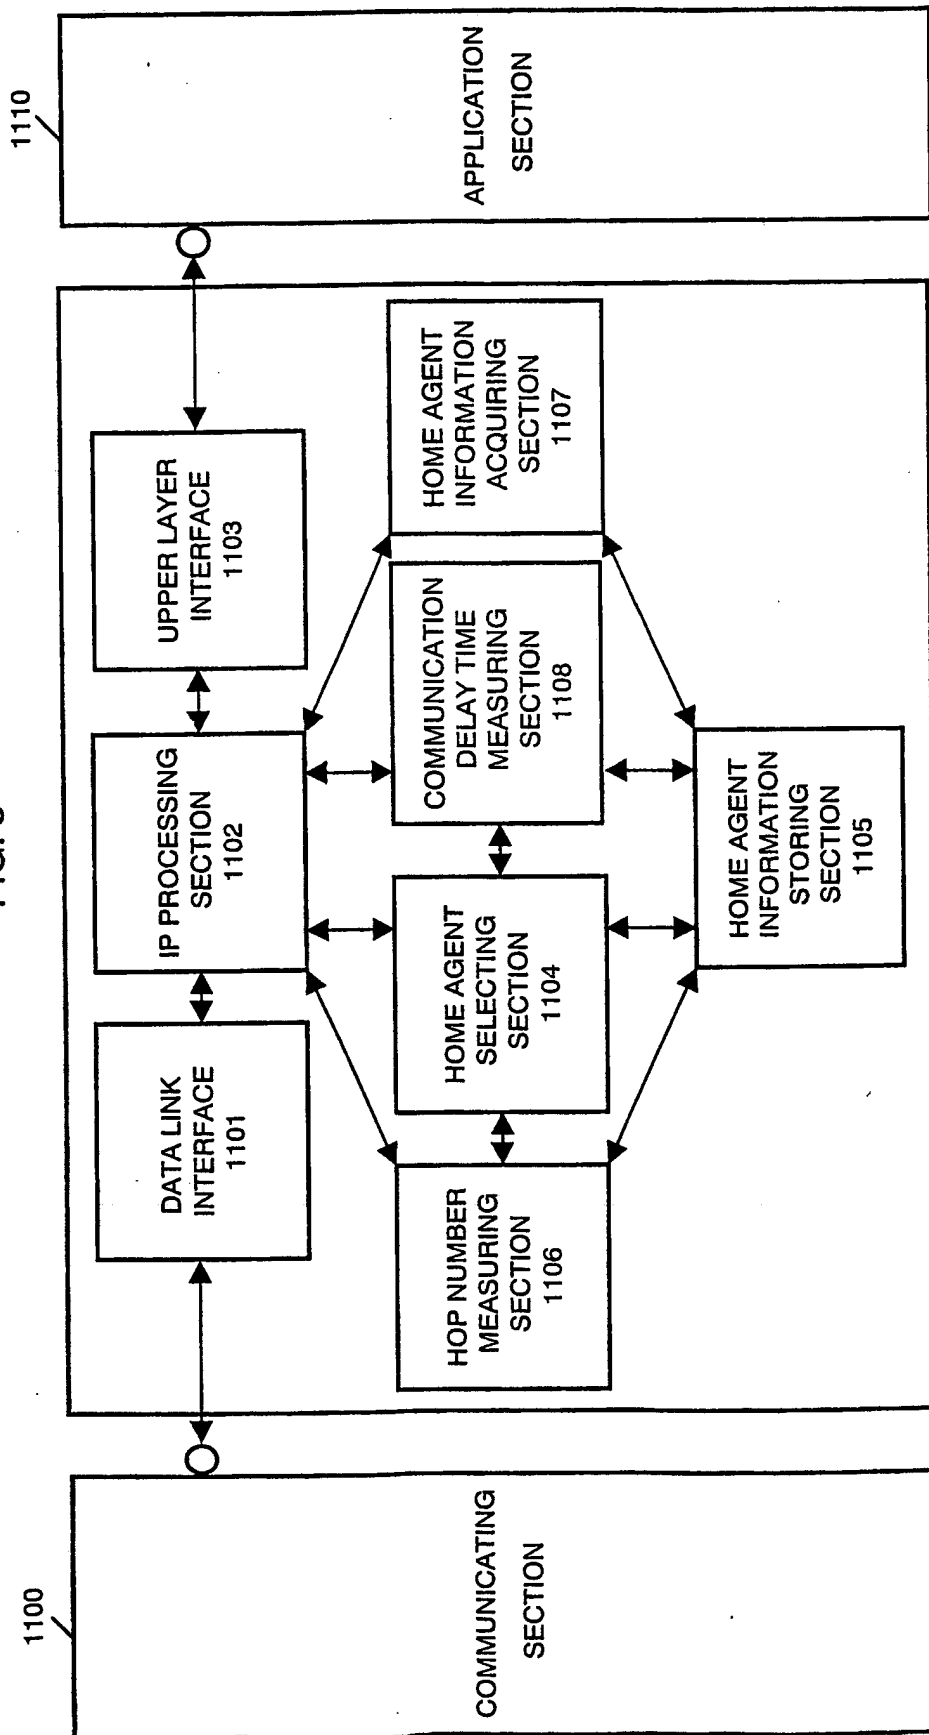 1110
APPLICATION
SECTION
UPPER LAYER
INTERFACE
1103
HOME AGENT
INFORMATION
ACQUIRING
SECTION
1107
IP PROCESSING
SECTION
1102
COMMUNICATION
DELAY TIME
MEASURING
SECTION
1108
HOME AGENT
INFORMATION
STORING
SECTION
1105
HOME AGENT
SELECTING
SECTION
1104
DATA LINK
INTERFACE
1101
HOP NUMBER
MEASURING
SECTION
1106
1100
COMMUNICATING
SECTION